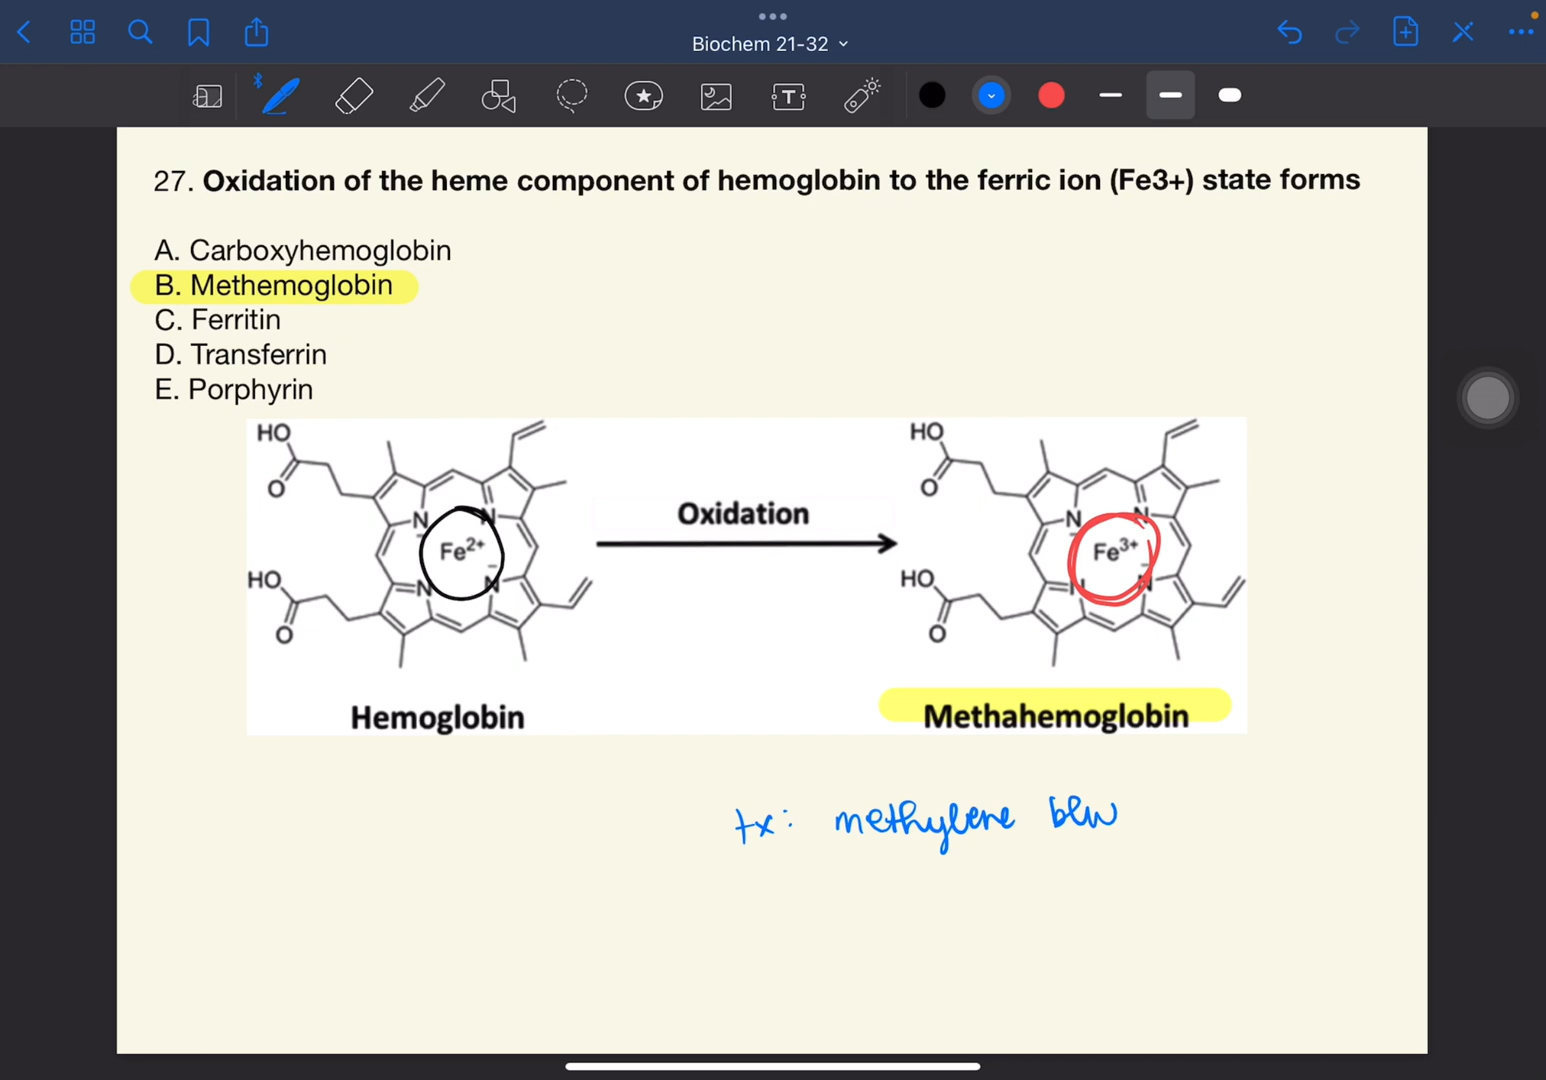 Biochem 21-32
27. Oxidation of the heme component of hemoglobin to the ferric ion (Fe3+) state forms
A. Carboxyhemoglobin
B. Methemoglobin
C. Ferritin
D. Transferrin
E. Porphyrin
HO
O
N
N
Fe2+
N
N
HO
O
Hemoglobin
Oxidation
HO
O
N
N
Fe3+
N
N
HO
O
Methahemoglobin
tx: methylene blue